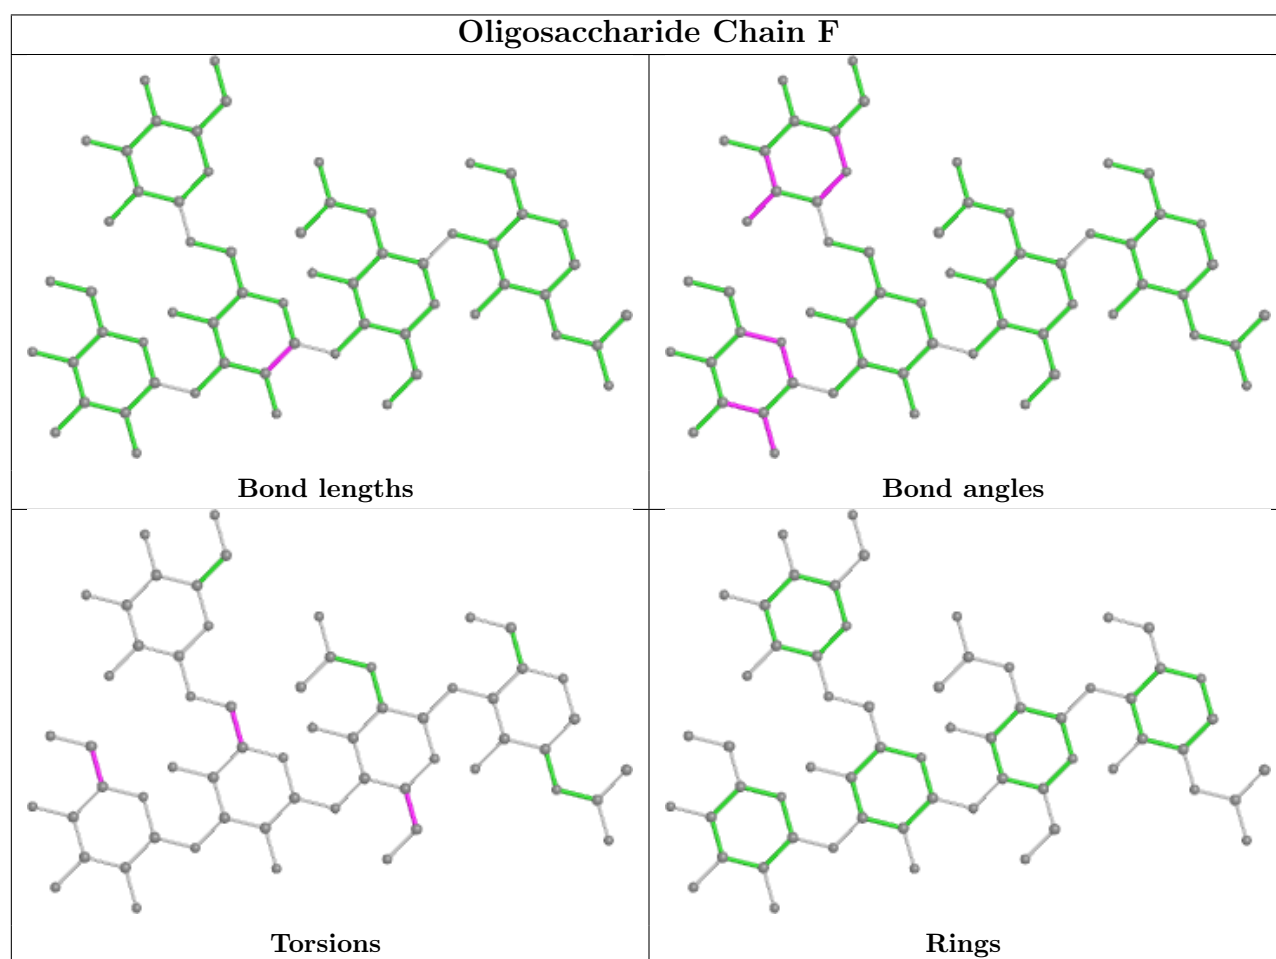 Oligosaccharide Chain F
Bond lengths
Bond angles
Torsions
Rings